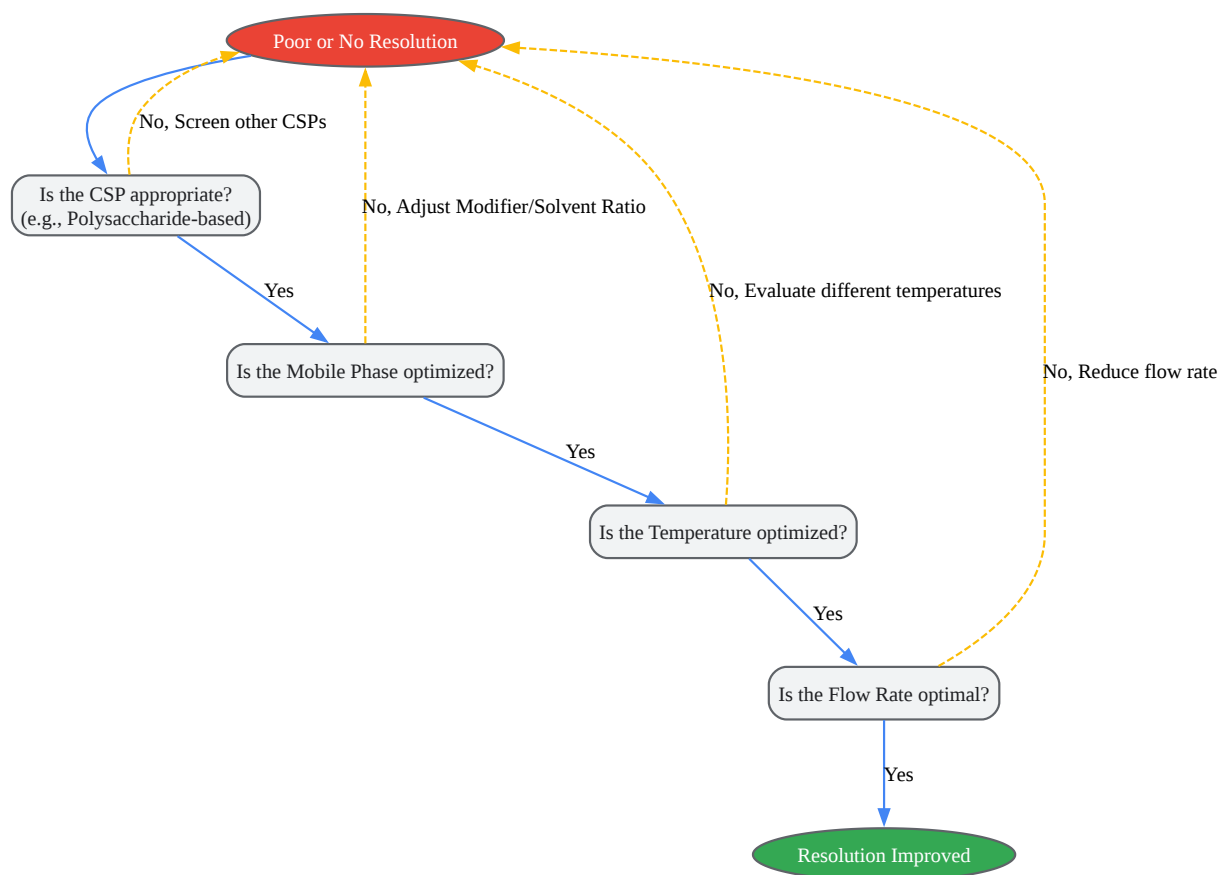 Poor or No Resolution
No, Screen other CSPs
Is the CSP appropriate?
(e.g., Polysaccharide-based)
No, Adjust Modifier/Solvent Ratio
Yes
No, Evaluate different temperatures
Is the Mobile Phase optimized?
No, Reduce flow rate
Yes
Is the Temperature optimized?
Yes
Is the Flow Rate optimal?
Yes
Resolution Improved